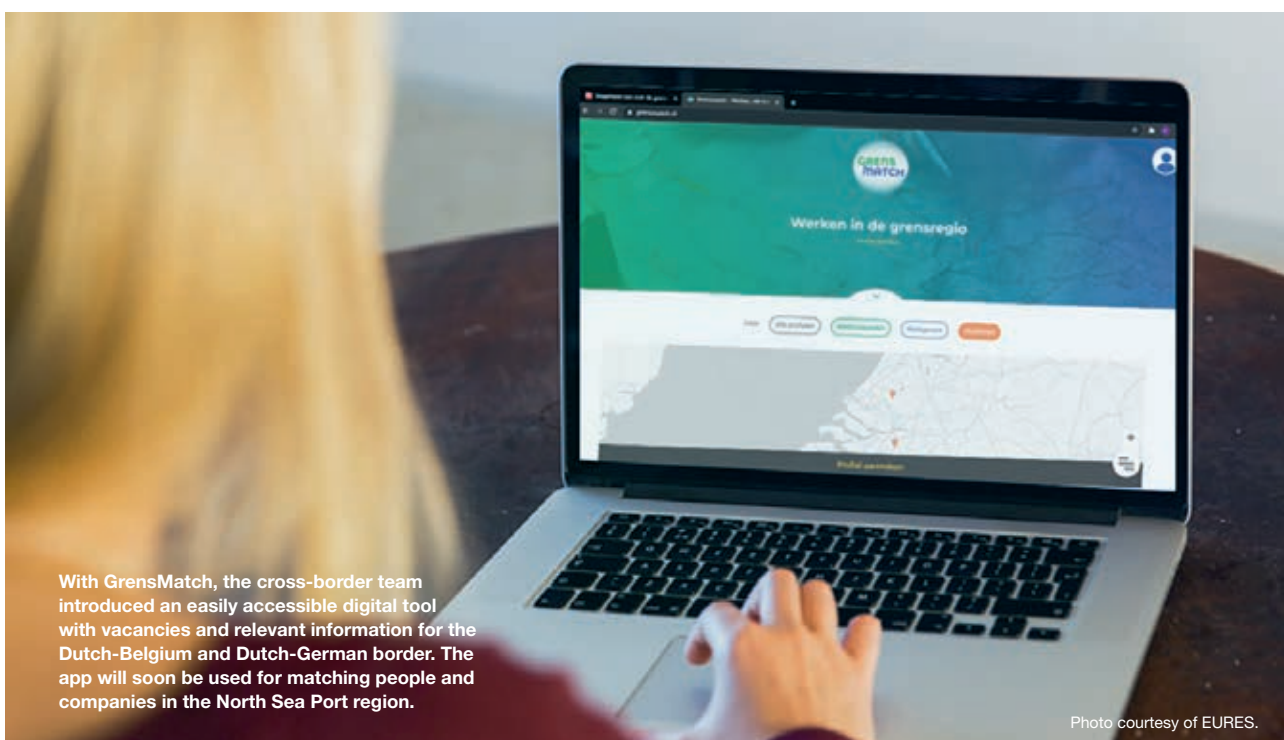 GRENS
MATCH
Werken in de grensregio
With GrensMatch, the cross-border team
introduced an easily accessible digital tool
with vacancies and relevant information for the
Dutch-Belgium and Dutch-German border. The
app will soon be used for matching people and
companies in the North Sea Port region.
Photo courtesy of EURES.